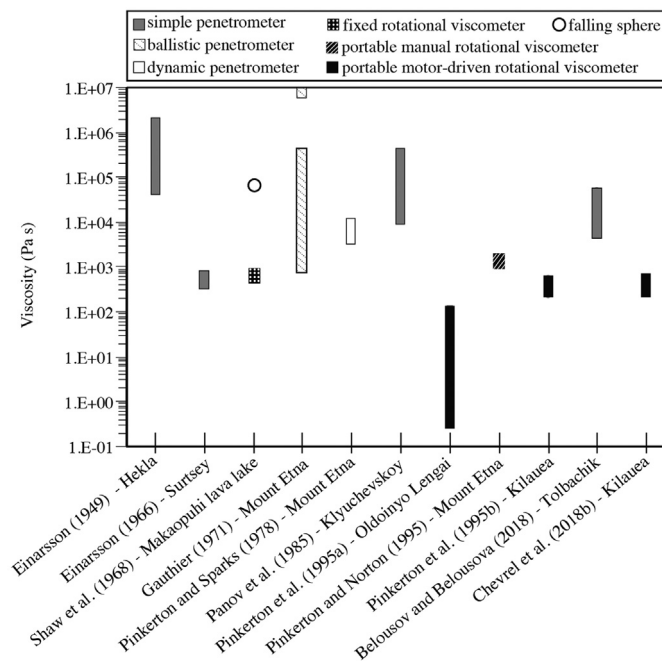 simple penetrometer
fixed rotational viscometer
falling sphere
ballistic penetrometer
portable manual rotational viscometer
dynamic penetrometer
portable motor-driven rotational viscometer
Viscosity (Pa s)
1.E+07
1.E+06
1.E+05
1.E+04
1.E+03
1.E+02
1.E+01
1.E+00
1.E-01
Einarsson (1949) - Hekla
Einarsson (1966) - Surtsey
Shaw et al. (1968) - Makaopuhi lava lake
Gauthier (1971) - Mount Etna
Pinkerton and Sparks (1978) - Mount Etna
Panov et al. (1985) - Klyuchevskoy
Pinkerton et al. (1995a) - Oldoinyo Lengai
Pinkerton and Norton (1995) - Mount Etna
Pinkerton et al. (1995b) - Kilauea
Belousov and Belousova (2018) - Tolbachik
Chevrel et al. (2018b) - Kilauea